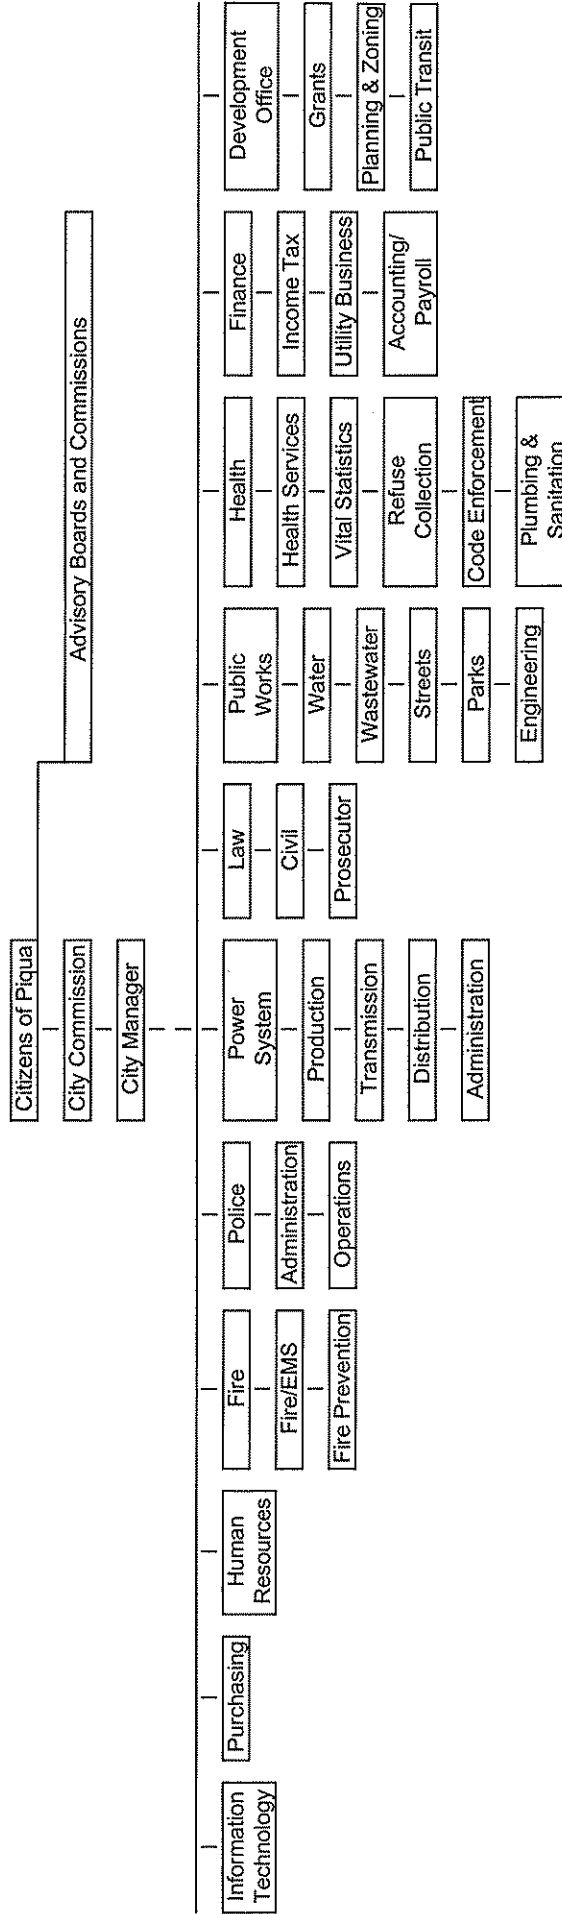 Citizens of Piqua
City Commission
Advisory Boards and Commissions
City Manager
Information
Technology
Purchasing
Human
Resources
Fire
Fire/EMS
Fire Prevention
Police
Administration
Operations
Power
System
Production
Transmission
Distribution
Administration
Law
Civil
Prosecutor
Public
Works
Water
Wastewater
Streets
Parks
Engineering
Health
Health Services
Vital Statistics
Refuse
Collection
Code Enforcement
Plumbing &
Sanitation
Finance
Income Tax
Utility Business
Accounting/
Payroll
Development
Office
Grants
Planning & Zoning
Public Transit